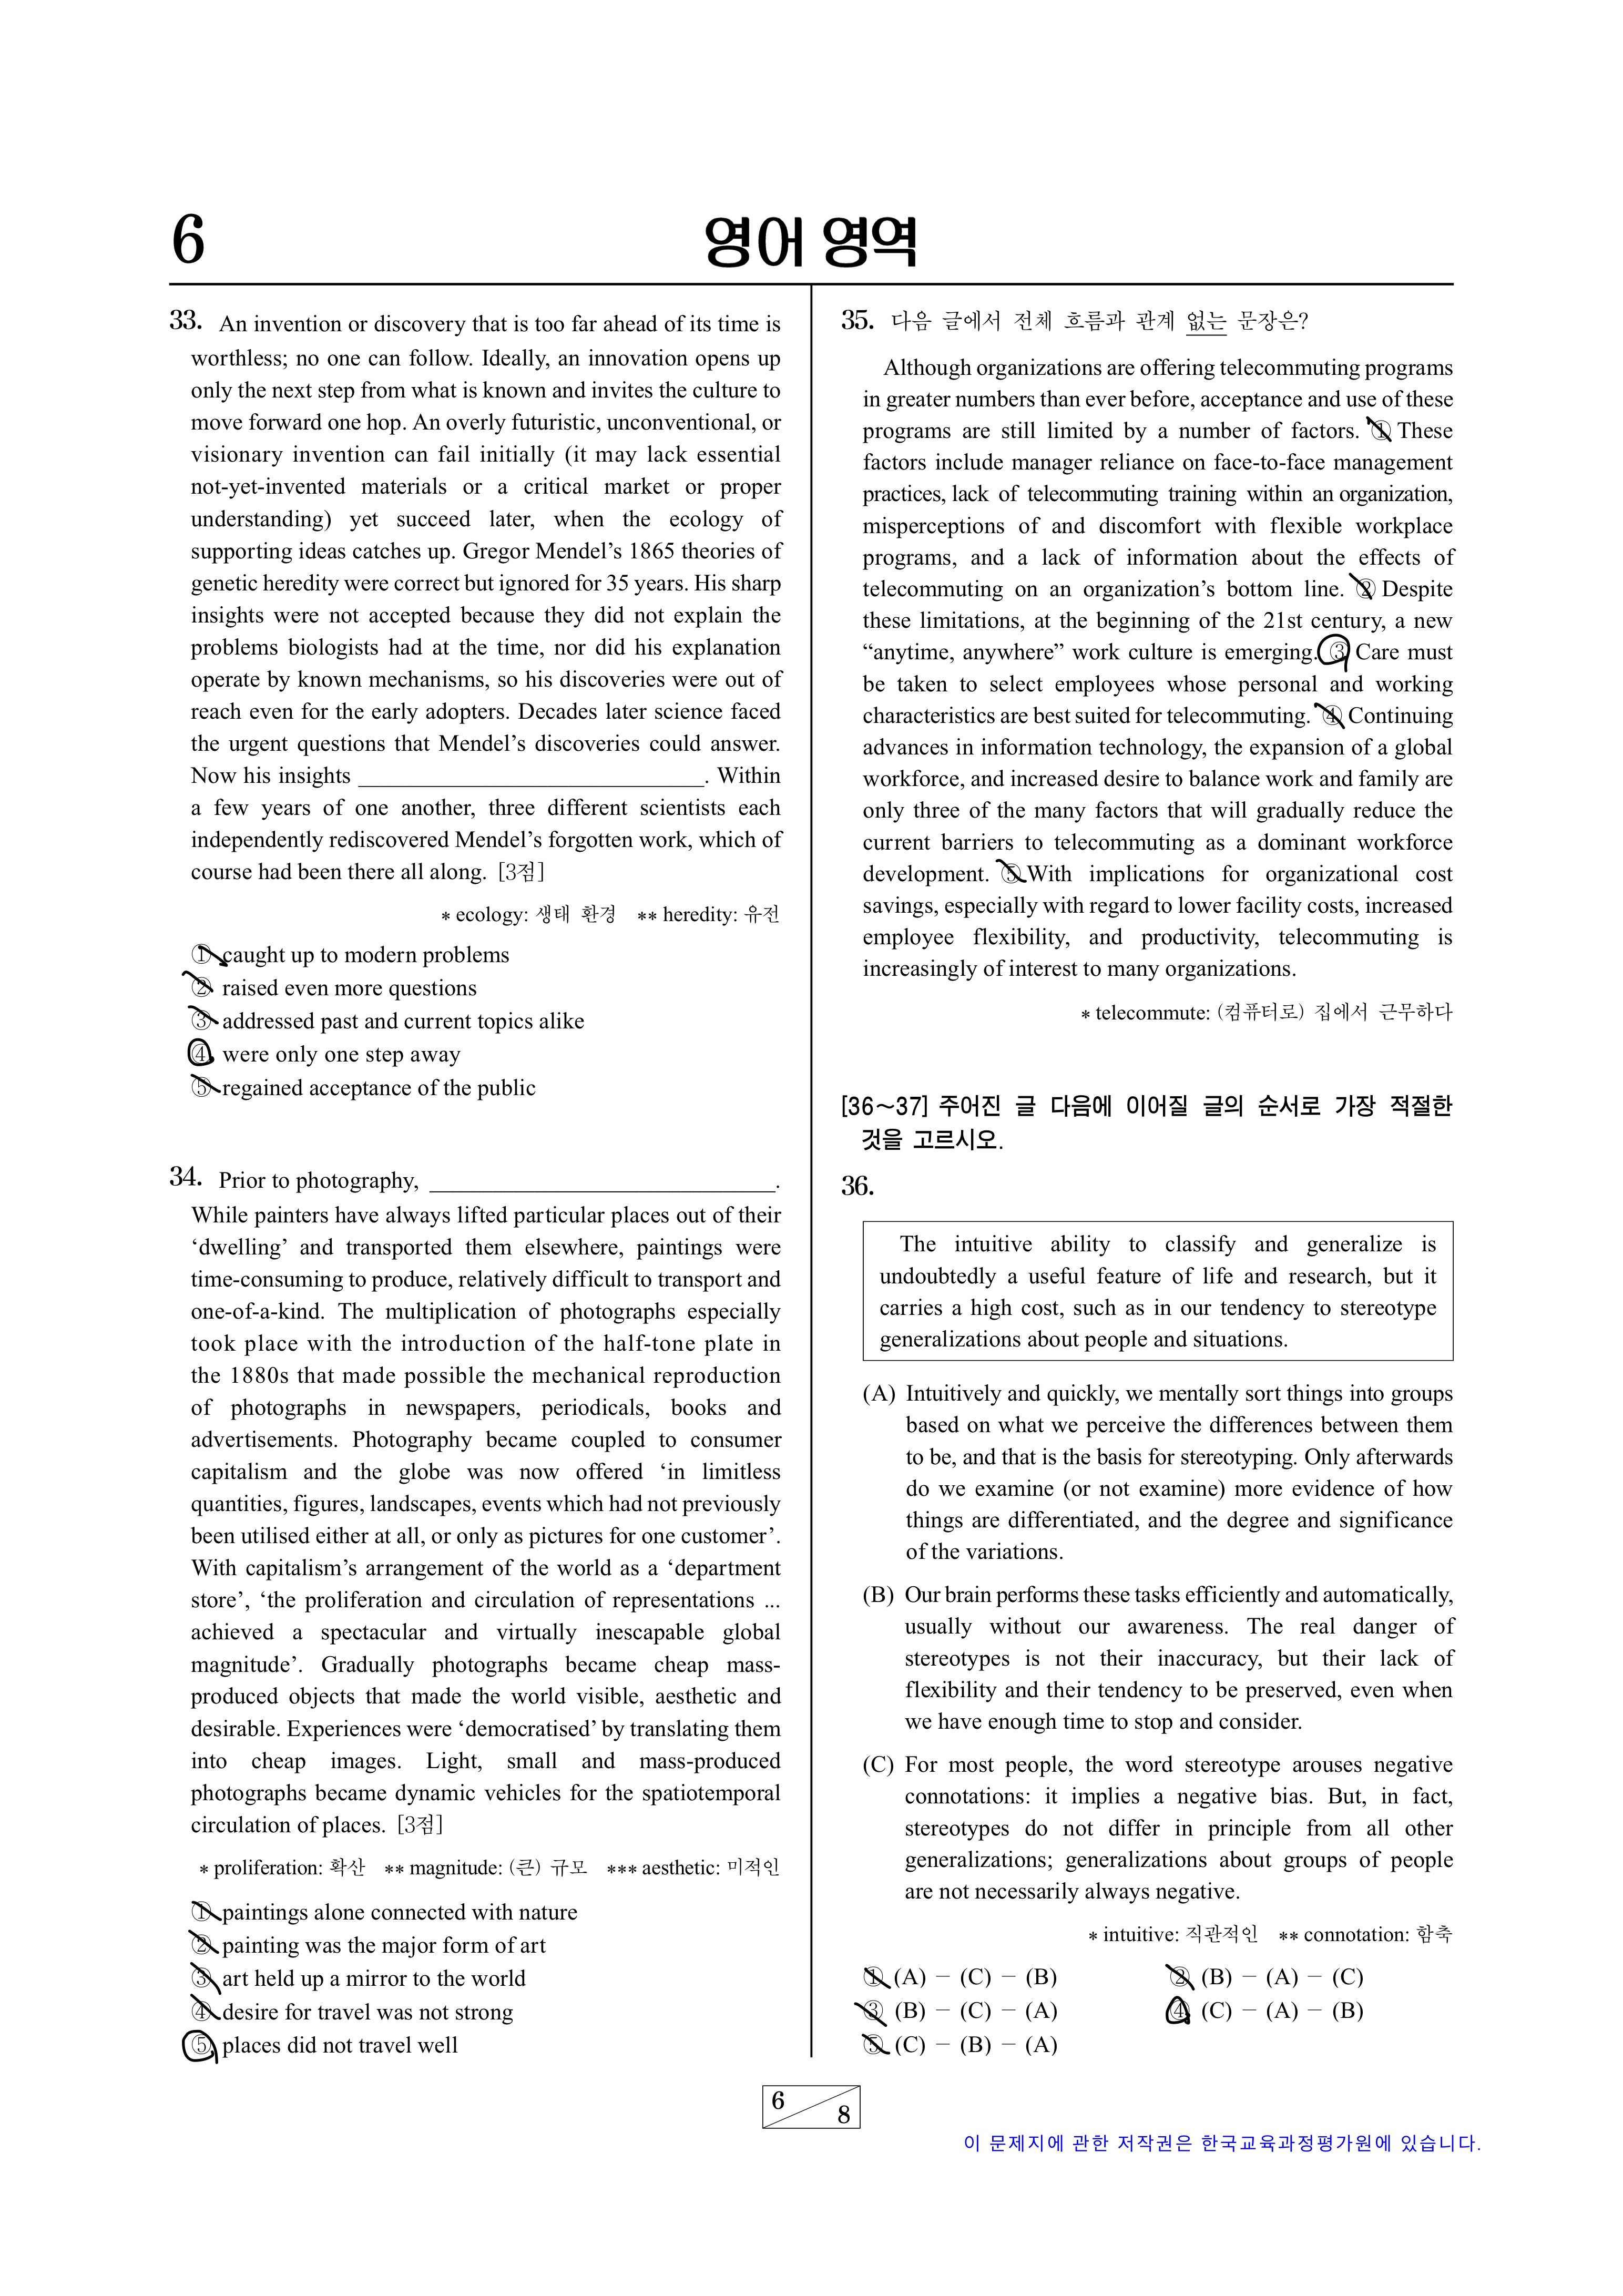 6
영어 영역
33. An invention or discovery that is too far ahead of its time is
worthless; no one can follow. Ideally, an innovation opens up
only the next step from what is known and invites the culture to
move forward one hop. An overly futuristic, unconventional, or
visionary invention can fail initially (it may lack essential
not-yet-invented materials or a critical market or proper
understanding) yet succeed later, when the ecology of
supporting ideas catches up. Gregor Mendel’s 1865 theories of
genetic heredity were correct but ignored for 35 years. His sharp
insights were not accepted because they did not explain the
problems biologists had at the time, nor did his explanation
operate by known mechanisms, so his discoveries were out of
reach even for the early adopters. Decades later science faced
the urgent questions that Mendel’s discoveries could answer.
Now his insights ______________________________. Within
a few years of one another, three different scientists each
independently rediscovered Mendel’s forgotten work, which of
course had been there all along. [3점]
* ecology: 생태 환경 ** heredity: 유전
① caught up to modern problems
② raised even more questions
③ addressed past and current topics alike
④ were only one step away
⑤ regained acceptance of the public
34. Prior to photography, ______________________________.
While painters have always lifted particular places out of their
‘dwelling’ and transported them elsewhere, paintings were
time-consuming to produce, relatively difficult to transport and
one-of-a-kind. The multiplication of photographs especially
took place with the introduction of the half-tone plate in
the 1880s that made possible the mechanical reproduction
of photographs in newspapers, periodicals, books and
advertisements. Photography became coupled to consumer
capitalism and the globe was now offered ‘in limitless
quantities, figures, landscapes, events which had not previously
been utilised either at all, or only as pictures for one customer’.
With capitalism’s arrangement of the world as a ‘department
store’, ‘the proliferation and circulation of representations ...
achieved a spectacular and virtually inescapable global
magnitude’. Gradually photographs became cheap mass-
produced objects that made the world visible, aesthetic and
desirable. Experiences were ‘democratised’ by translating them
into cheap images. Light, small and mass-produced
photographs became dynamic vehicles for the spatiotemporal
circulation of places. [3점]
* proliferation: 확산 ** magnitude: (큰) 규모 *** aesthetic: 미적인
① paintings alone connected with nature
② painting was the major form of art
③ art held up a mirror to the world
④ desire for travel was not strong
⑤ places did not travel well
35. 다음 글에서 전체 흐름과 관계 없는 문장은?
Although organizations are offering telecommuting programs
in greater numbers than ever before, acceptance and use of these
programs are still limited by a number of factors. ① These
factors include manager reliance on face-to-face management
practices, lack of telecommuting training within an organization,
misperceptions of and discomfort with flexible workplace
programs, and a lack of information about the effects of
telecommuting on an organization’s bottom line. ② Despite
these limitations, at the beginning of the 21st century, a new
“anytime, anywhere” work culture is emerging. ③ Care must
be taken to select employees whose personal and working
characteristics are best suited for telecommuting. ④ Continuing
advances in information technology, the expansion of a global
workforce, and increased desire to balance work and family are
only three of the many factors that will gradually reduce the
current barriers to telecommuting as a dominant workforce
development. ⑤ With implications for organizational cost
savings, especially with regard to lower facility costs, increased
employee flexibility, and productivity, telecommuting is
increasingly of interest to many organizations.
* telecommute: (컴퓨터로) 집에서 근무하다
[36~37] 주어진 글 다음에 이어질 글의 순서로 가장 적절한
것을 고르시오.
36.
The intuitive ability to classify and generalize is
undoubtedly a useful feature of life and research, but it
carries a high cost, such as in our tendency to stereotype
generalizations about people and situations.
(A) Intuitively and quickly, we mentally sort things into groups
based on what we perceive the differences between them
to be, and that is the basis for stereotyping. Only afterwards
do we examine (or not examine) more evidence of how
things are differentiated, and the degree and significance
of the variations.
(B) Our brain performs these tasks efficiently and automatically,
usually without our awareness. The real danger of
stereotypes is not their inaccuracy, but their lack of
flexibility and their tendency to be preserved, even when
we have enough time to stop and consider.
(C) For most people, the word stereotype arouses negative
connotations: it implies a negative bias. But, in fact,
stereotypes do not differ in principle from all other
generalizations; generalizations about groups of people
are not necessarily always negative.
* intuitive: 직관적인 ** connotation: 함축
① (A) － (C) － (B) ② (B) － (A) － (C)
③ (B) － (C) － (A) ④ (C) － (A) － (B)
⑤ (C) － (B) － (A)
6
8
이 문제지에 관한 저작권은 한국교육과정평가원에 있습니다.